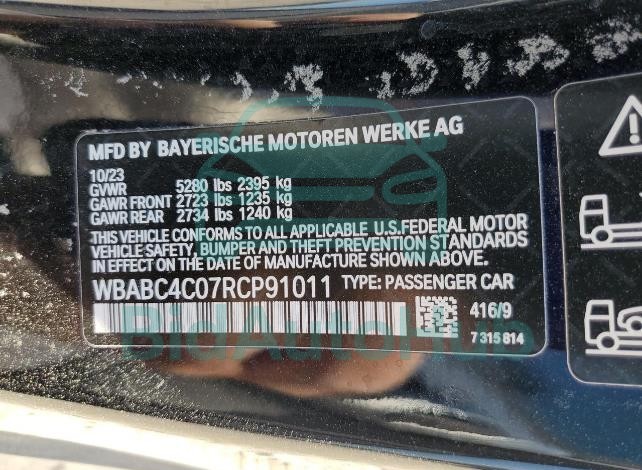 MFD BY BAYERISCHE MOTOREN WERKE AG
10/23
GVWR 5280 lbs 2395 kg
GAWR FRONT 2723 lbs 1235 kg
GAWR REAR 2734 lbs 1240 kg
THIS VEHICLE CONFORMS TO ALL APPLICABLE U.S.FEDERAL MOTOR
VEHICLE SAFETY, BUMPER AND THEFT PREVENTION STANDARDS
IN EFFECT ON THE DATE OF MANUFACTURE SHOWN ABOVE.
WBABC4C07RCP91011 TYPE: PASSENGER CAR
416/9
7 315 814
BidAutoHub